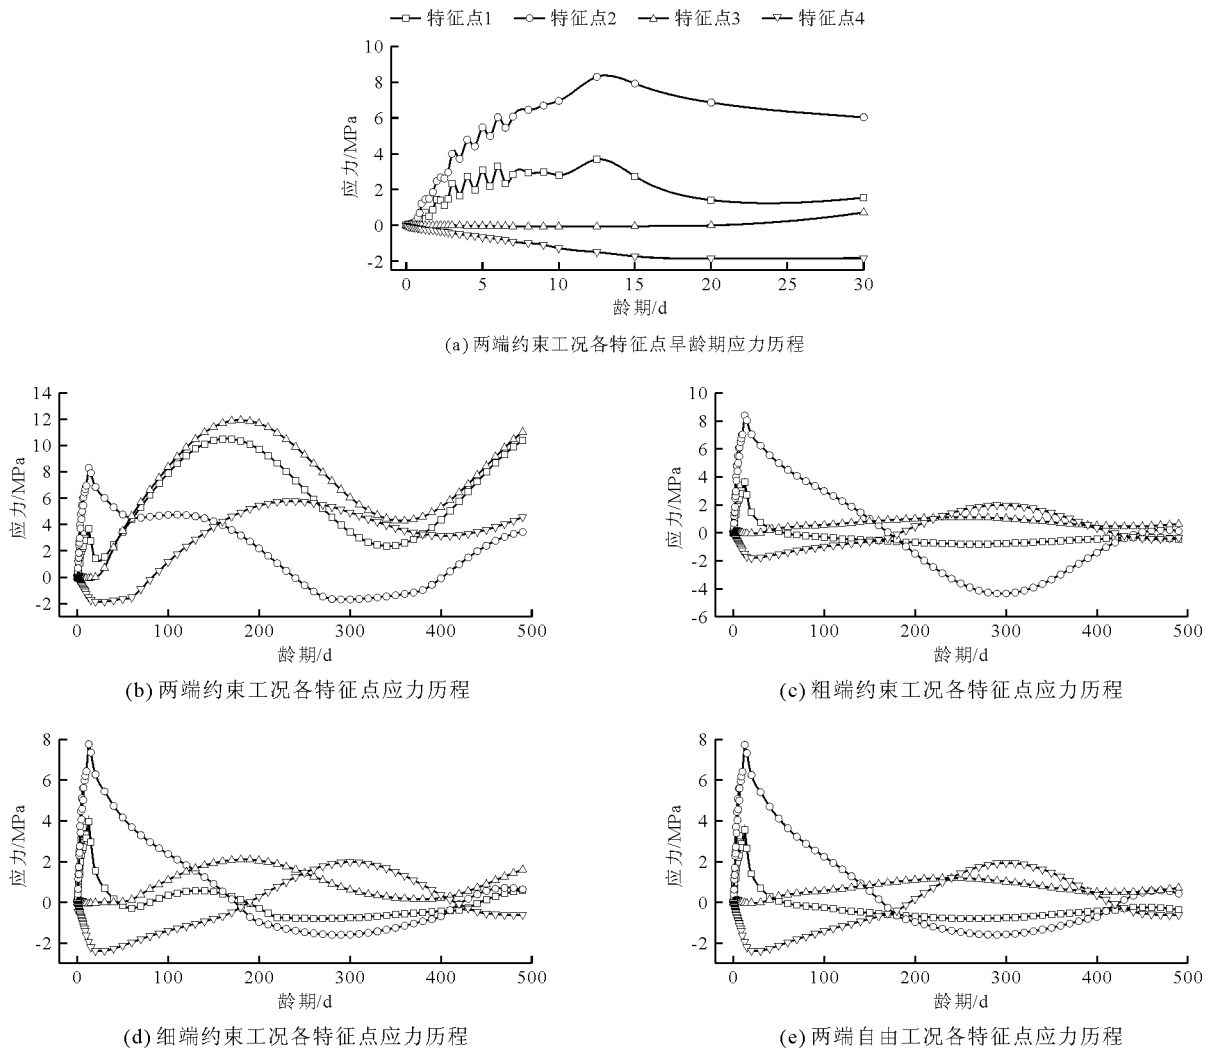 特征点1 特征点2 特征点3 特征点4
10
8
6
4
2
0
-2
应力/MPa
0 5 10 15 20 25 30
龄期/d
(a)两端约束工况各特征点早龄期应力历程
14
12
10
8
6
4
2
0
-2
应力/MPa
0 100 200 300 400 500
龄期/d
(b)两端约束工况各特征点应力历程
10
8
6
4
2
0
-2
-4
-6
应力/MPa
0 100 200 300 400 500
龄期/d
(c)粗端约束工况各特征点应力历程
8
6
4
2
0
-2
应力/MPa
0 100 200 300 400 500
龄期/d
(d)细端约束工况各特征点应力历程
8
6
4
2
0
-2
应力/MPa
0 100 200 300 400 500
龄期/d
(e)两端自由工况各特征点应力历程